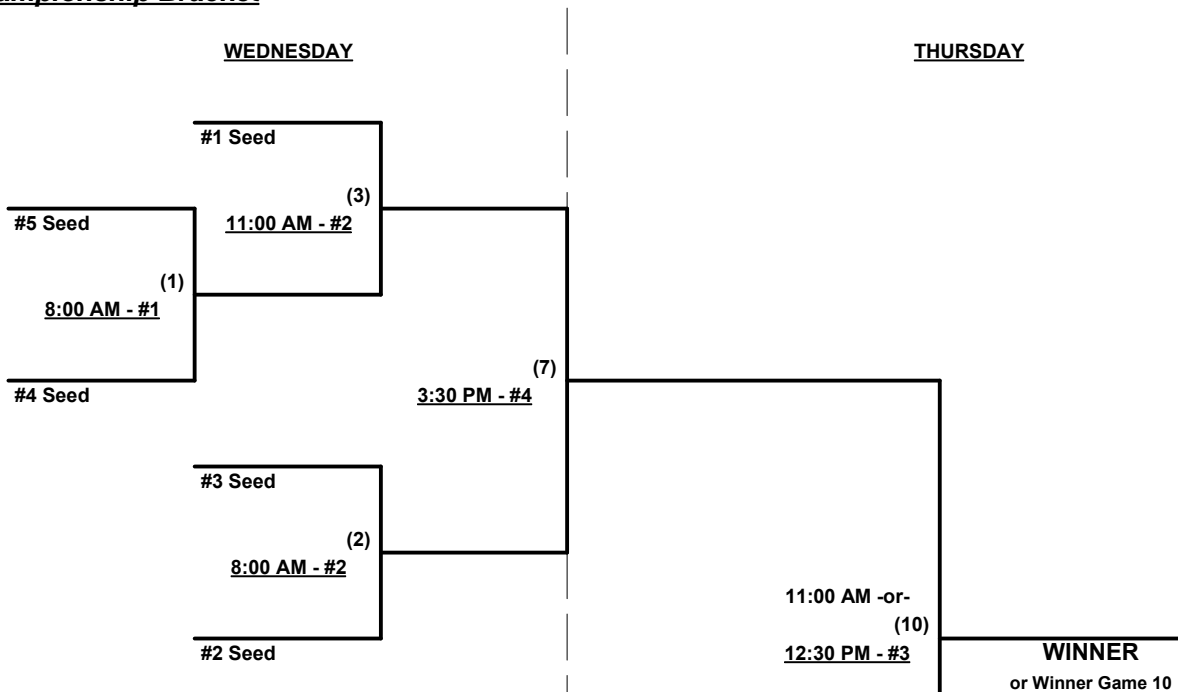 WEDNESDAY
THURSDAY
#1 Seed
(3)
11:00 AM - #2
#5 Seed
(1)
8:00 AM - #1
#4 Seed
(7)
3:30 PM - #4
#3 Seed
(2)
8:00 AM - #2
#2 Seed
11:00 AM -or-
(10)
12:30 PM - #3
WINNER
or Winner Game 10